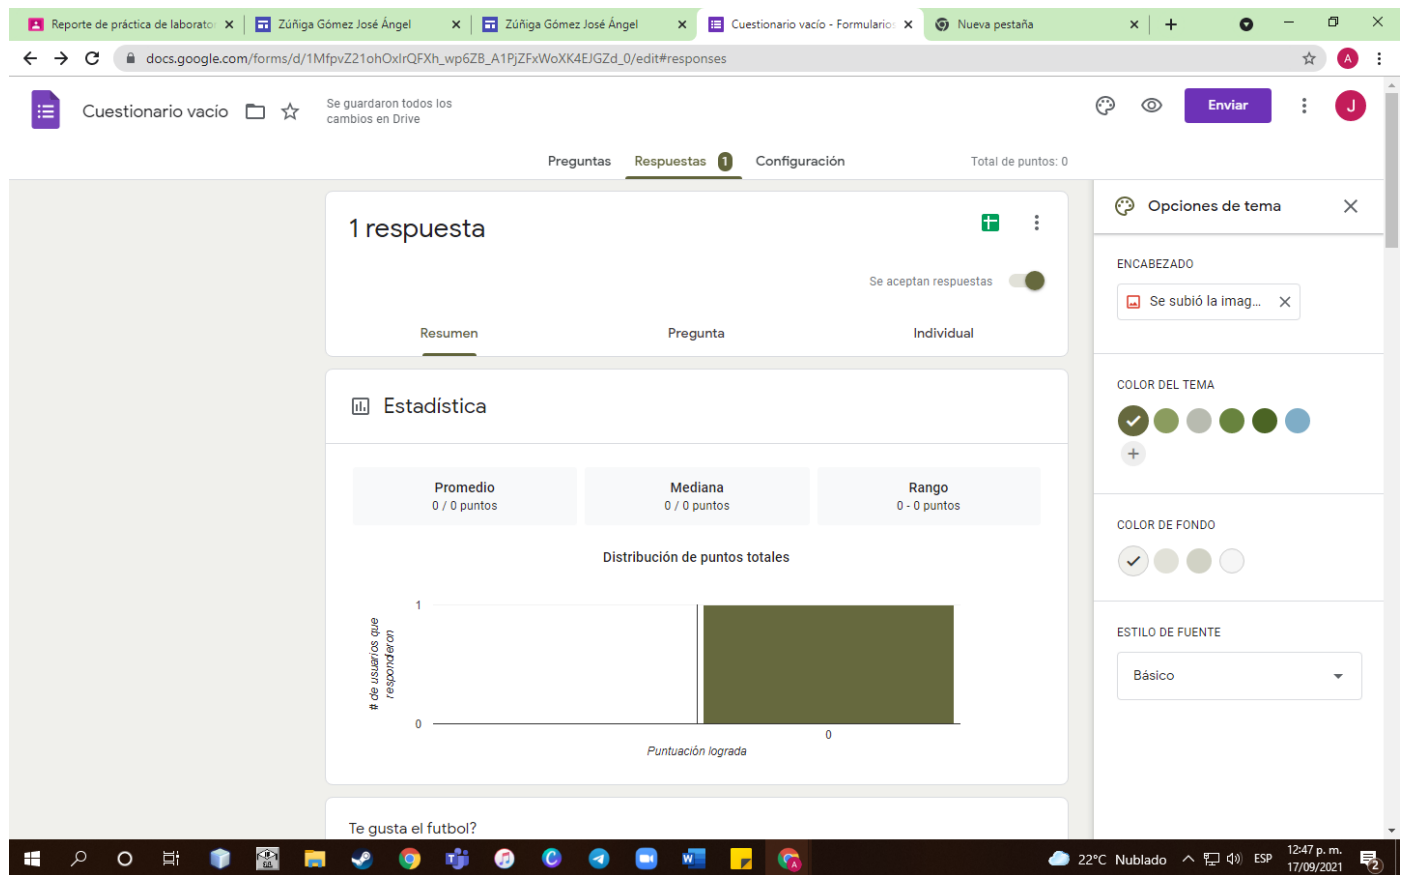 Reporte de práctica de laborato
Zúñiga Gómez José Ángel
Zúñiga Gómez José Ángel
Cuestionario vacío - Formularios
Nueva pestaña
docs.google.com/forms/d/1MfpvZ21ohOxIrQFXh_wp6ZB_A1PjZFxWoXK4EJGZd_0/edit#responses
A
Cuestionario vacío
Se guardaron todos los
cambios en Drive
Enviar
J
Preguntas
Respuestas 1
Configuración
Total de puntos: 0
1 respuesta
Se aceptan respuestas
Resumen
Pregunta
Individual
Estadística
Promedio
0 / 0 puntos
Mediana
0 / 0 puntos
Rango
0 - 0 puntos
Distribución de puntos totales
# de usuarios que
respondieron
1
0
0
Puntuación lograda
Te gusta el futbol?
Opciones de tema
ENCABEZADO
Se subió la imag...
COLOR DEL TEMA
COLOR DE FONDO
ESTILO DE FUENTE
Básico
22°C Nublado
ESP
12:47 p. m.
17/09/2021
2